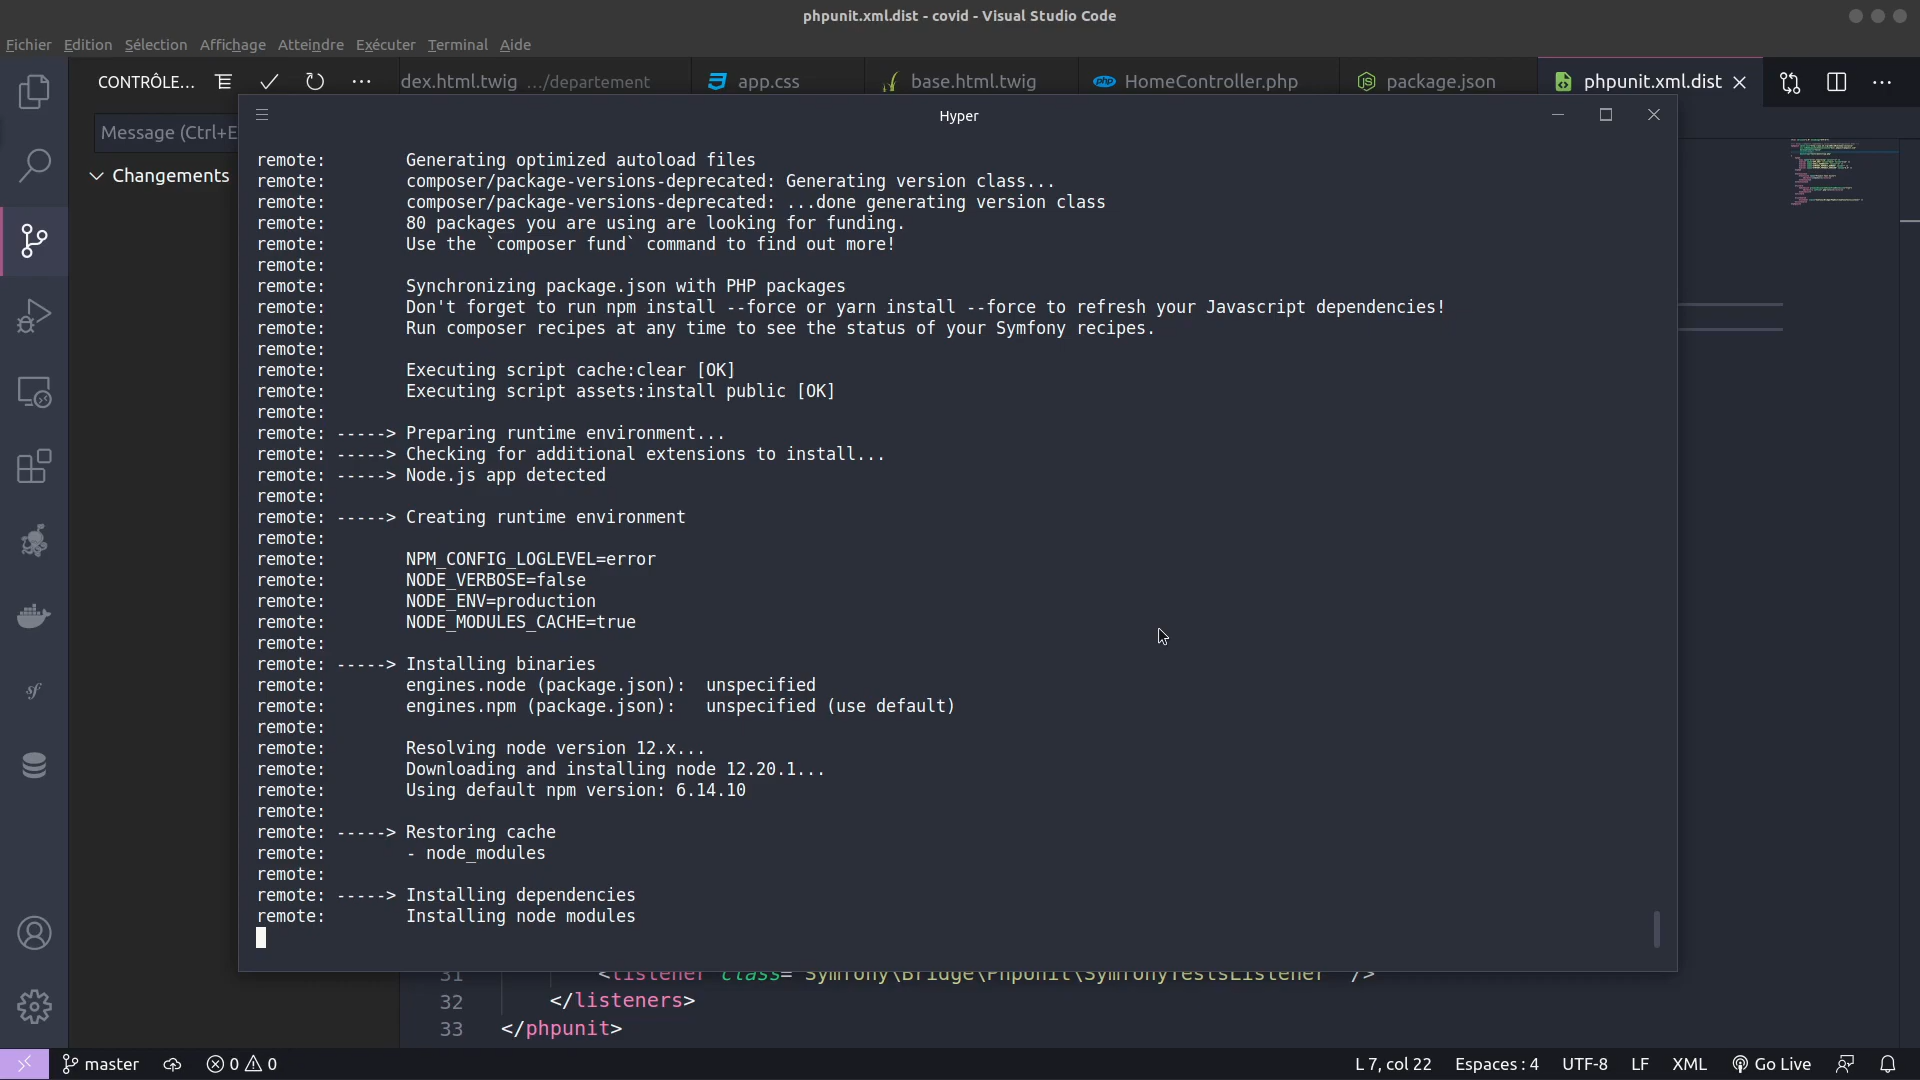 phpunit.xml.dist - covid - Visual Studio Code
Fichier Edition Sélection Affichage Atteindre Exécuter Terminal Aide
CONTRÔLE... dex.html.twig .../departement app.css base.html.twig HomeController.php package.json phpunit.xml.dist
Hyper
Message (Ctrl+E
Changements
remote: Generating optimized autoload files
remote: composer/package-versions-deprecated: Generating version class...
remote: composer/package-versions-deprecated: ...done generating version class
remote: 80 packages you are using are looking for funding.
remote: Use the `composer fund` command to find out more!
remote:
remote: Synchronizing package.json with PHP packages
remote: Don't forget to run npm install --force or yarn install --force to refresh your Javascript dependencies!
remote: Run composer recipes at any time to see the status of your Symfony recipes.
remote:
remote: Executing script cache:clear [OK]
remote: Executing script assets:install public [OK]
remote:
remote: -----> Preparing runtime environment...
remote: -----> Checking for additional extensions to install...
remote: -----> Node.js app detected
remote:
remote: -----> Creating runtime environment
remote:
remote: NPM_CONFIG_LOGLEVEL=error
remote: NODE_VERBOSE=false
remote: NODE_ENV=production
remote: NODE_MODULES_CACHE=true
remote:
remote: -----> Installing binaries
remote: engines.node (package.json): unspecified
remote: engines.npm (package.json): unspecified (use default)
remote:
remote: Resolving node version 12.x...
remote: Downloading and installing node 12.20.1...
remote: Using default npm version: 6.14.10
remote:
remote: -----> Restoring cache
remote: - node_modules
remote:
remote: -----> Installing dependencies
remote: Installing node modules
31 <listener class= Symfony\Bridge\PhpUnit\SymfonyTestsListener />
32 </listeners>
33 </phpunit>
master 0 0 L 7, col 22 Espaces : 4 UTF-8 LF XML Go Live